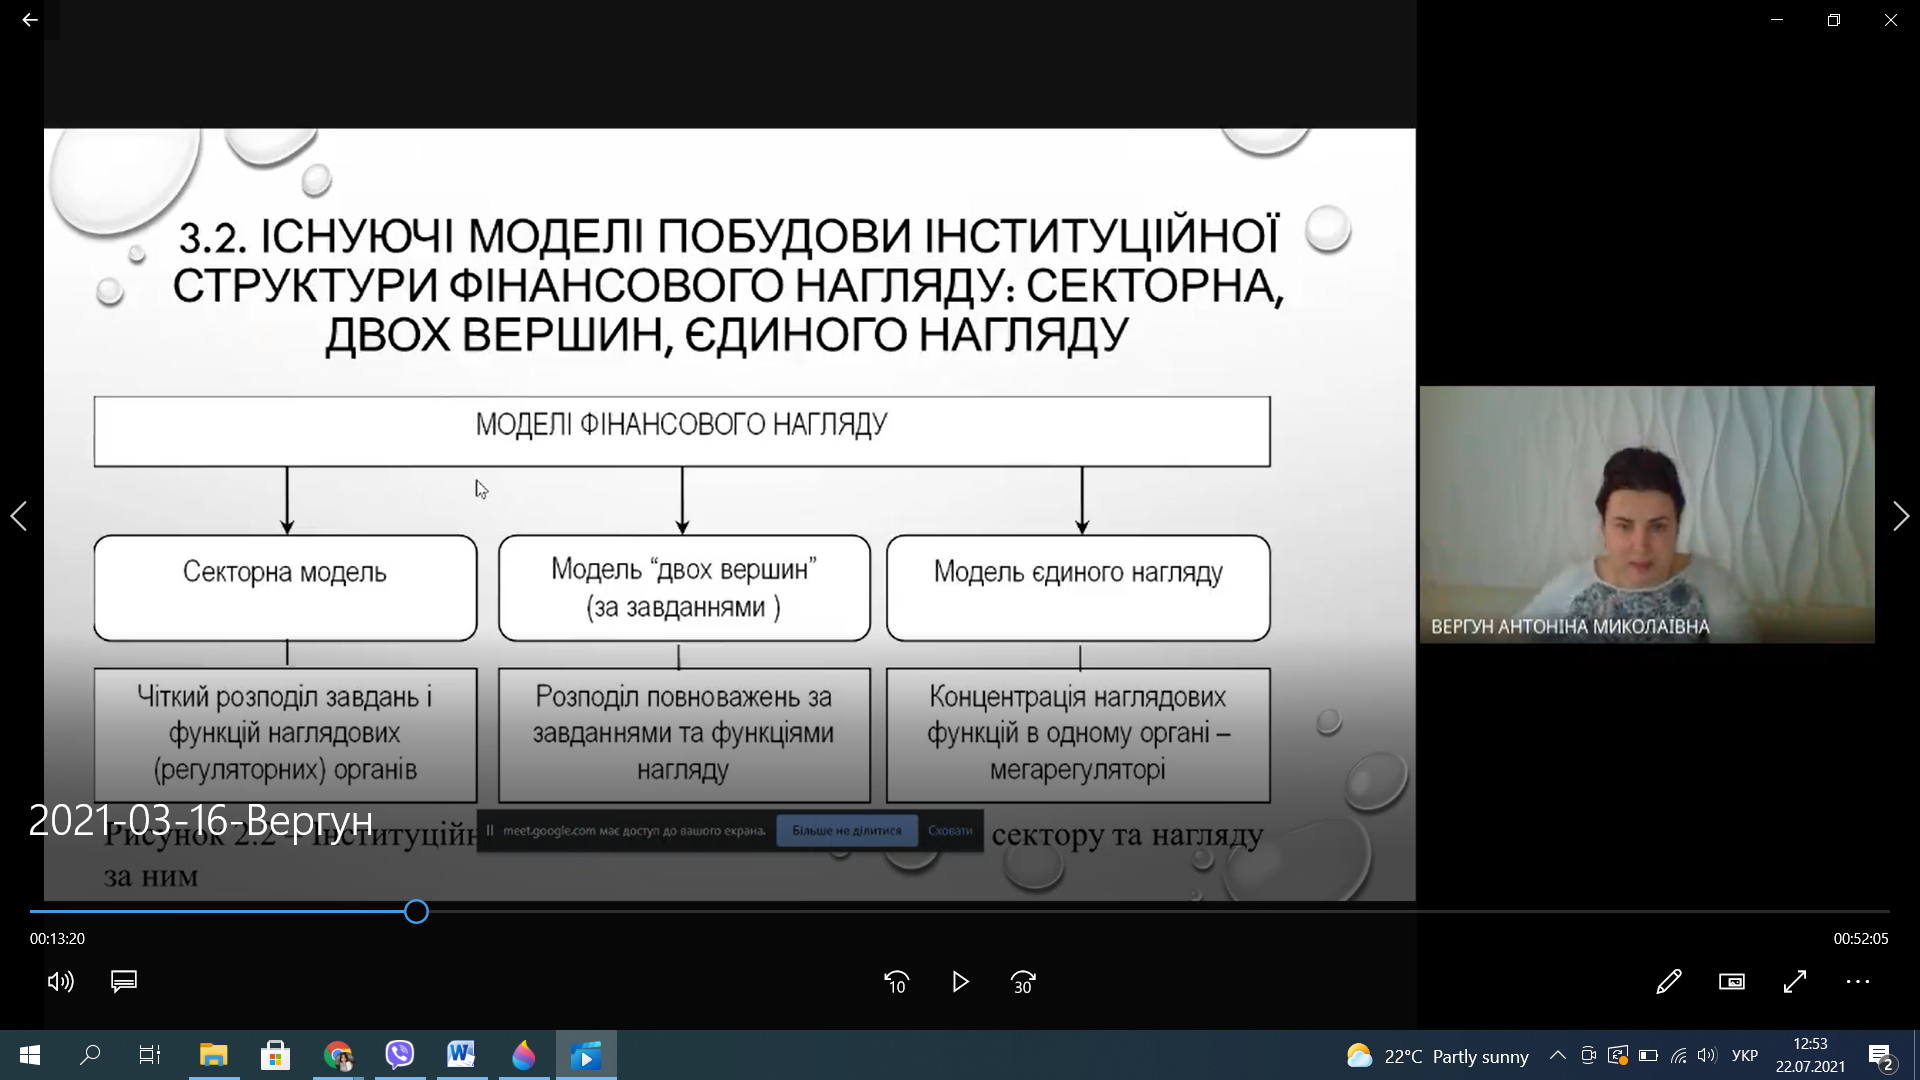 3.2. ІСНУЮЧІ МОДЕЛІ ПОБУДОВИ ІНСТИТУЦІЙНОЇ
СТРУКТУРИ ФІНАНСОВОГО НАГЛЯДУ: СЕКТОРНА,
ДВОХ ВЕРШИН, ЄДИНОГО НАГЛЯДУ
МОДЕЛІ ФІНАНСОВОГО НАГЛЯДУ
Секторна модель
Модель “двох вершин”
(за завданнями )
Модель єдиного нагляду
Чіткий розподіл завдань і
функцій наглядових
(регуляторних) органів
Розподіл повноважень за
завданнями та функціями
нагляду
Концентрація наглядових
функцій в одному органі –
мегарегуляторі
ВЕРГУН АНТОНІНА МИКОЛАЇВНА
2021-03-16-Вергун
Рисунок 2.2 – сектору та нагляду
за ним
meet.google.com має доступ до вашого екрана.
Більше не ділитися
Сховати
00:13:20
00:52:05
10
30
22°C Partly sunny
УКР
12:53
22.07.2021
2